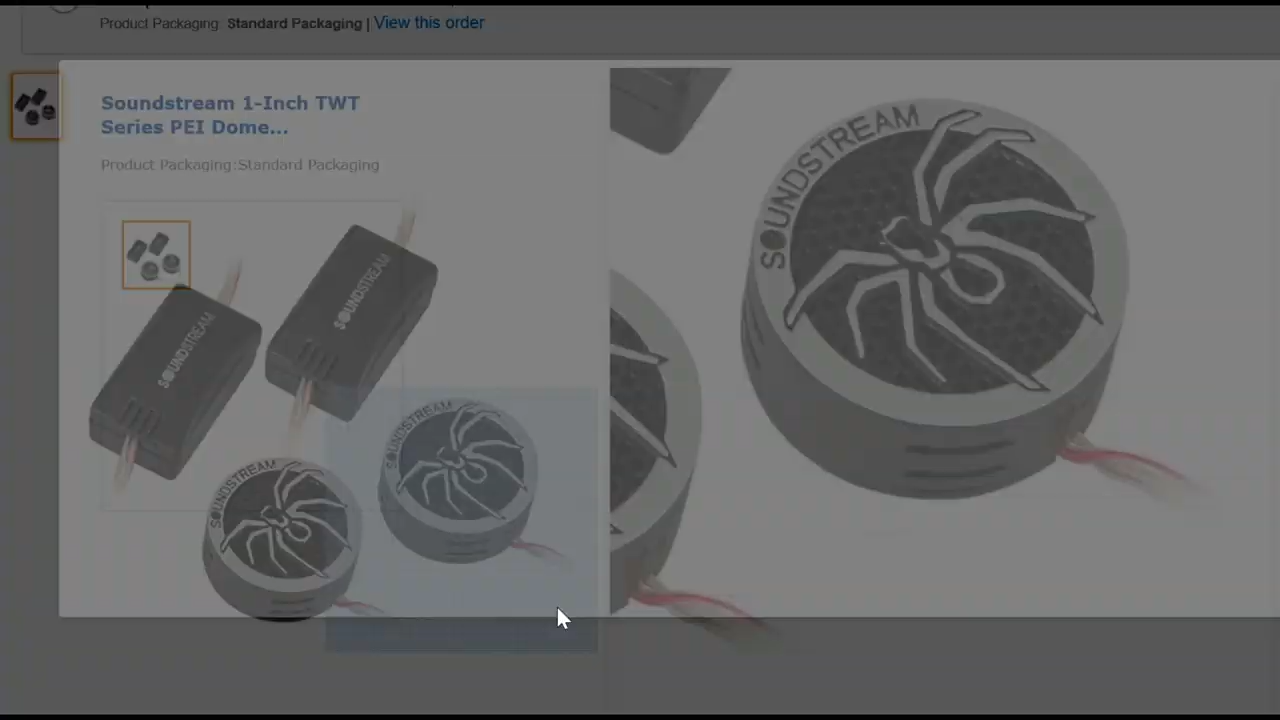 Product Packaging: Standard Packaging | View this order
Soundstream 1-Inch TWT
Series PEI Dome...
Product Packaging:Standard Packaging
SOUNDSTREAM
SOUNDSTREAM
SOUNDSTREAM
SOUNDSTREAM
SOUNDSTREAM